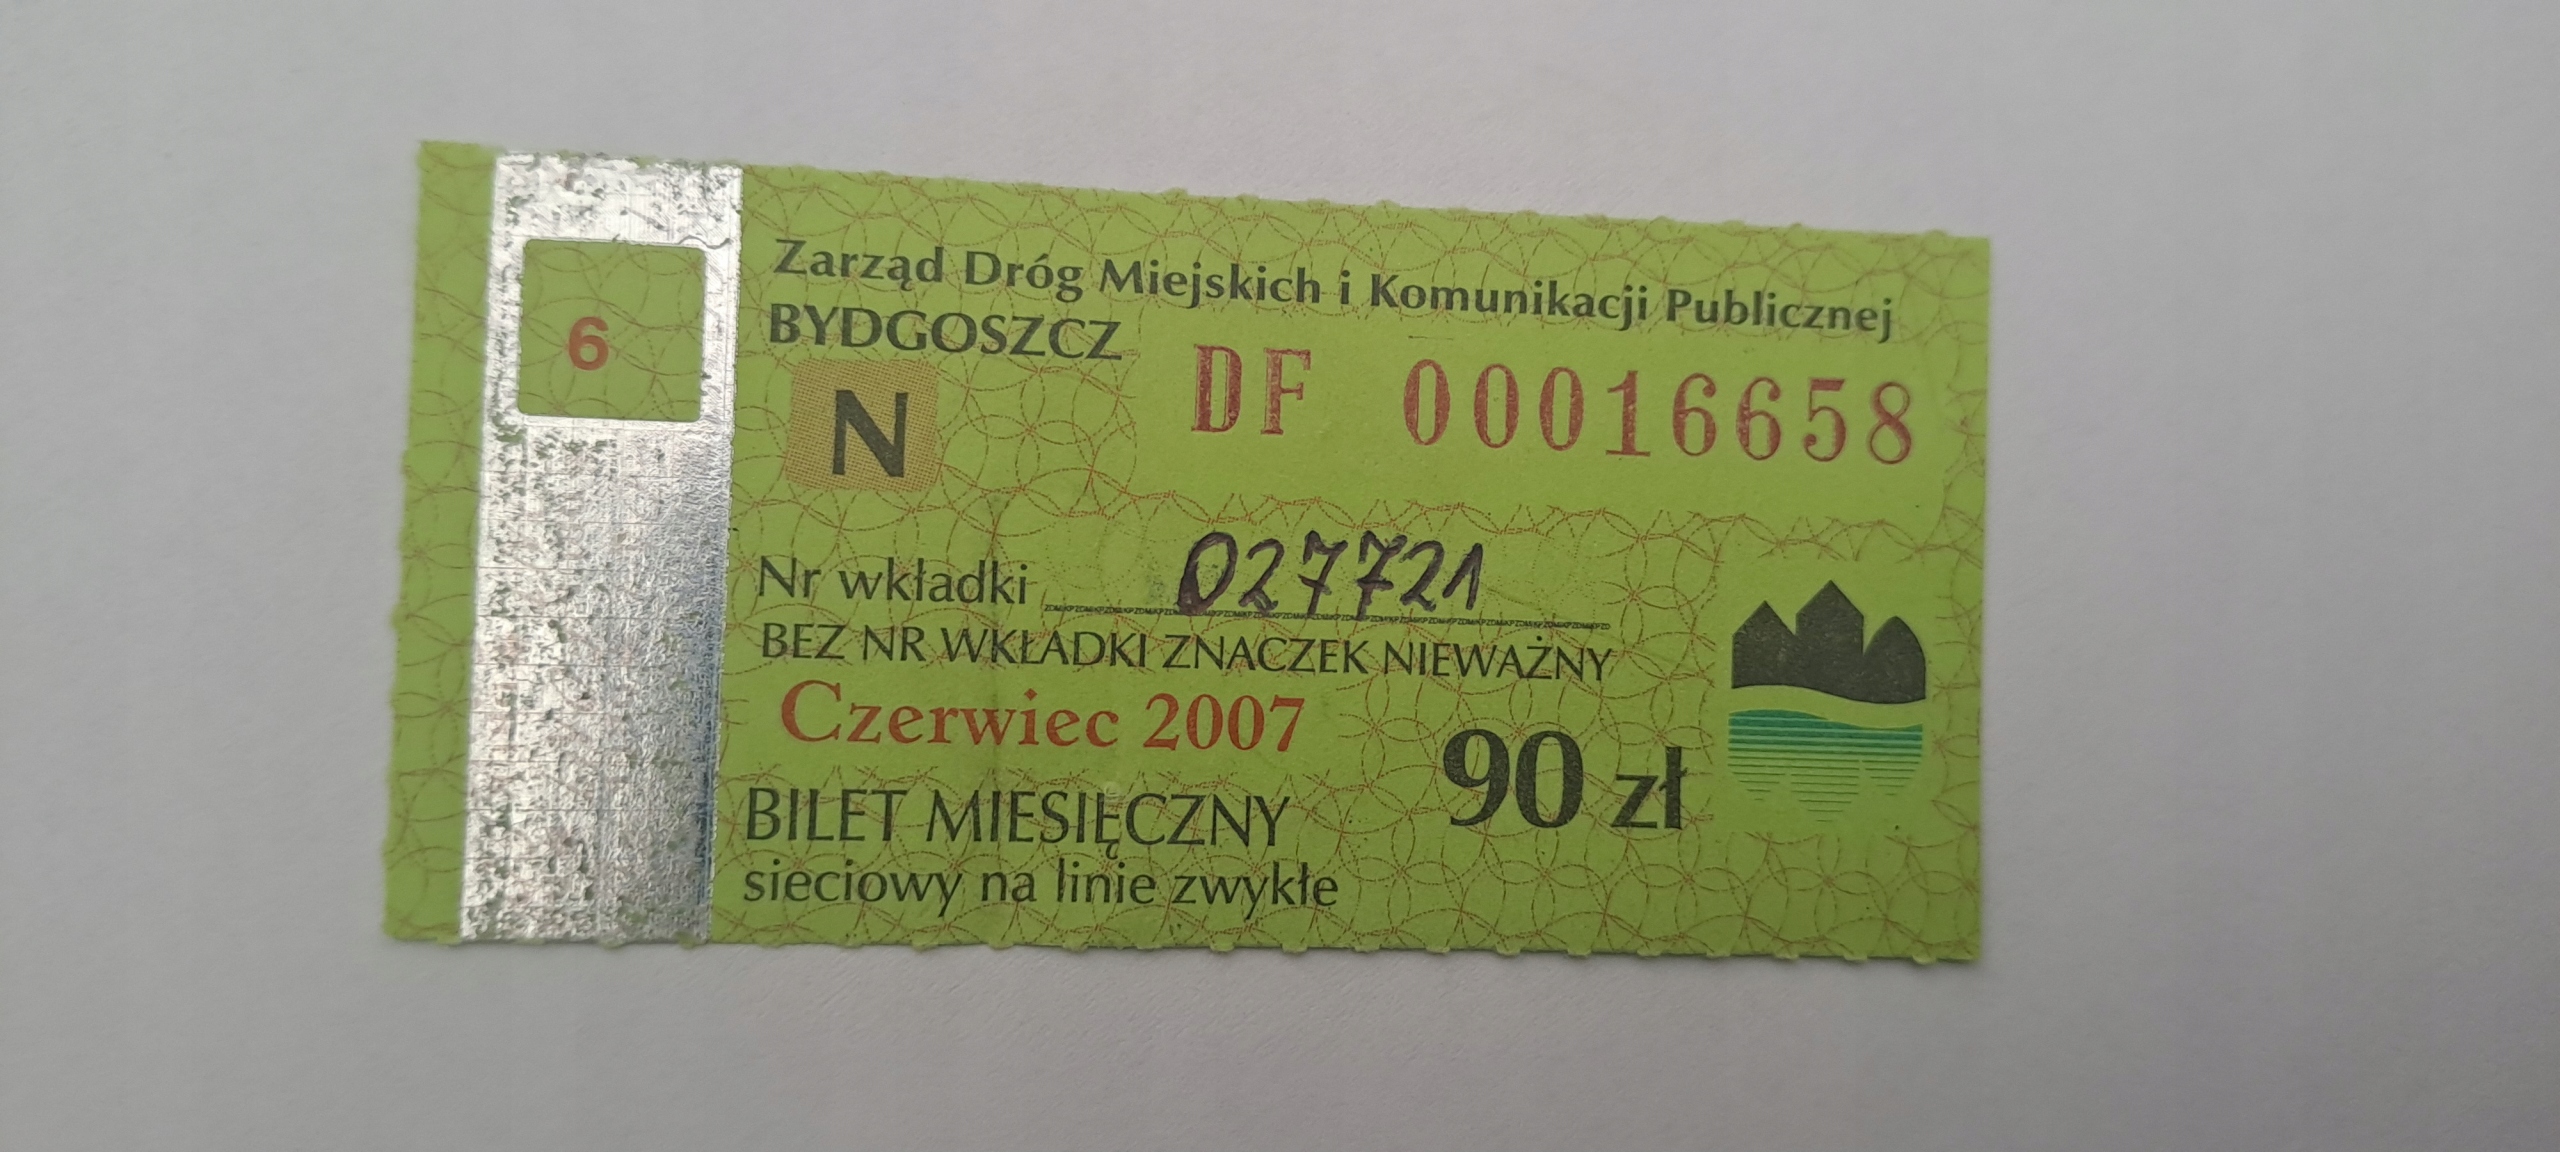 6
Zarząd Dróg Miejskich i Komunikacji Publicznej
BYDGOSZCZ
DF 00016658
N
Nr wkładki 027721
BEZ NR WKŁADKI ZNACZEK NIEWAŻNY
Czerwiec 2007
90 zł
BILET MIESIĘCZNY
sieciowy na linie zwykłe